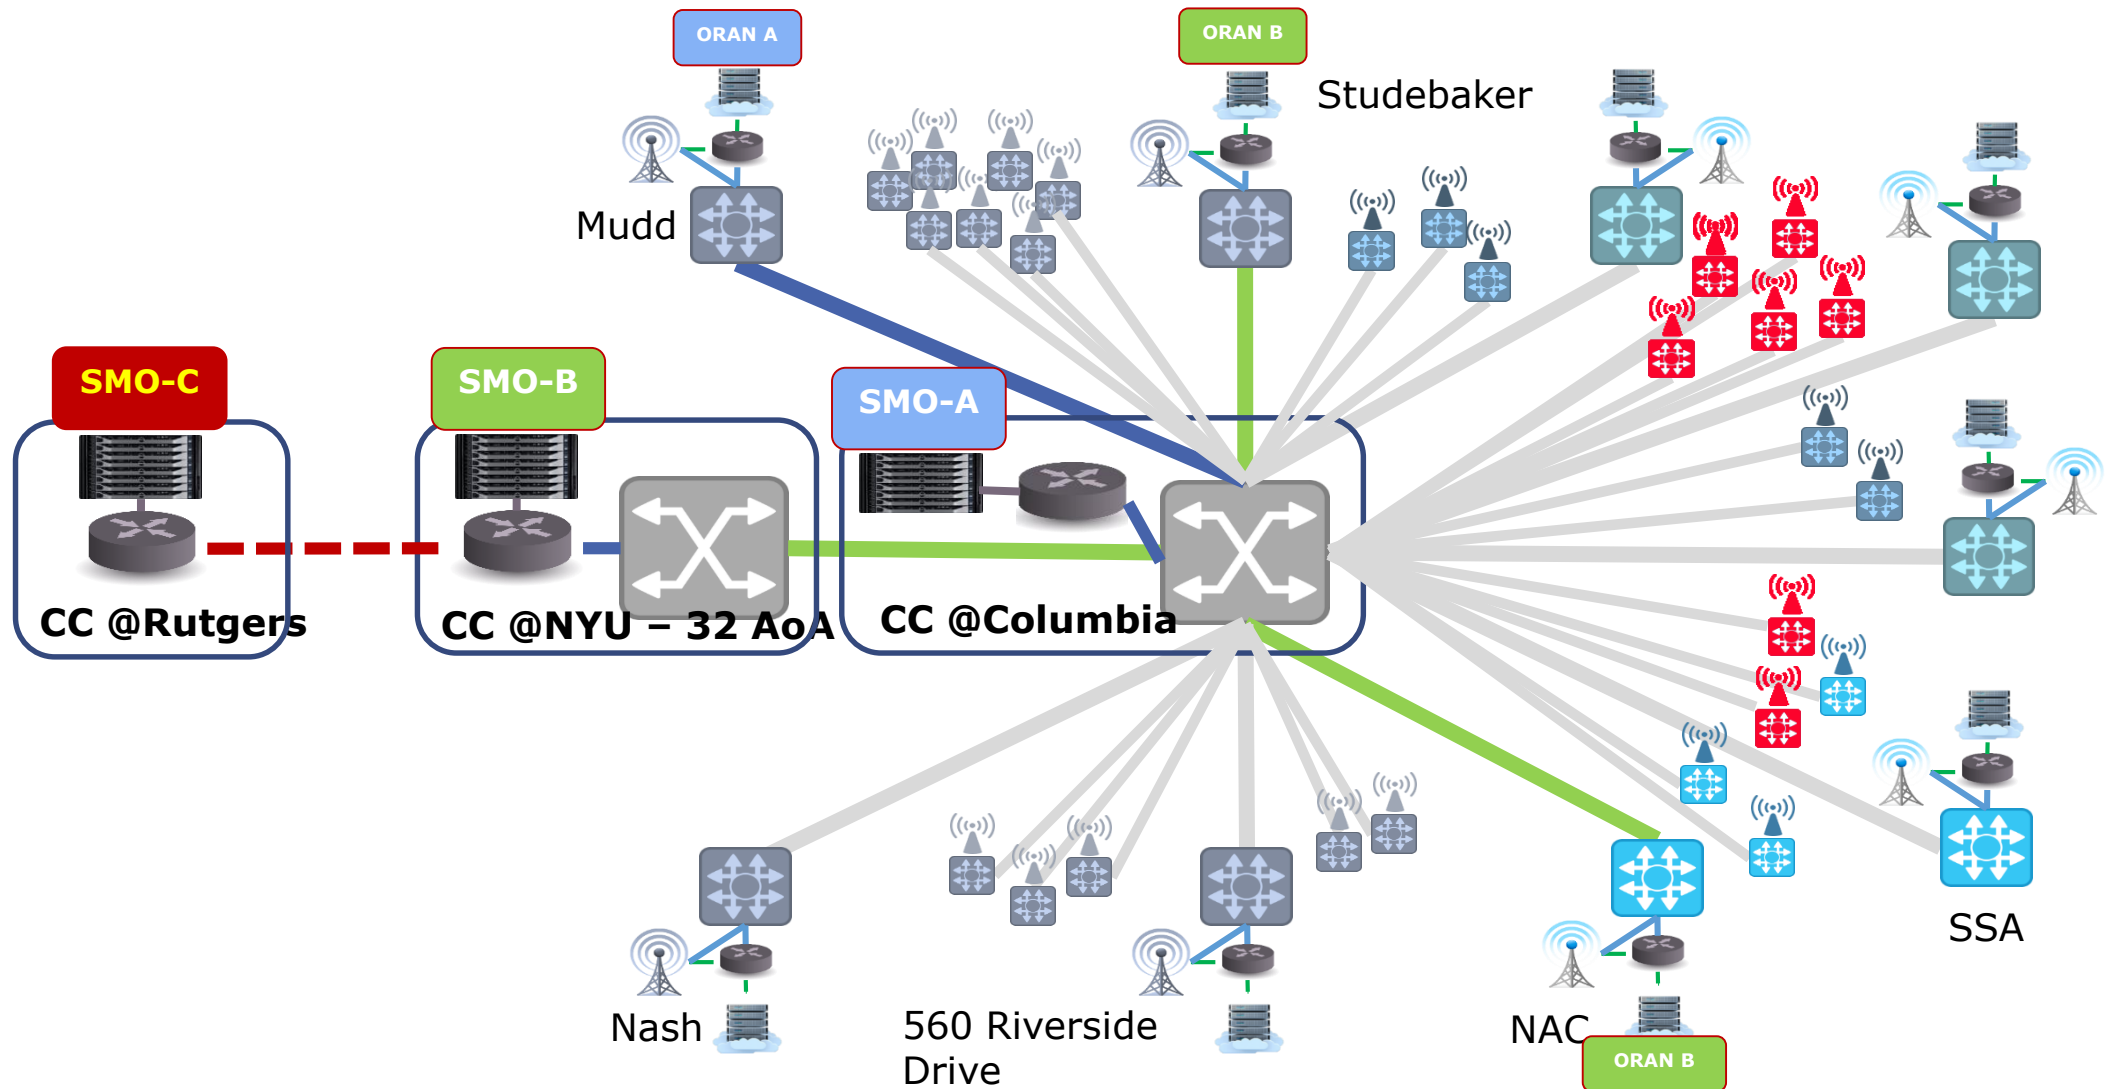 ORAN A
ORAN B
Studebaker
Mudd
SMO-C
SMO-B
SMO-A
CC @Rutgers
CC @NYU – 32 AoA
CC @Columbia
SSA
Nash
560 Riverside
Drive
NAC
ORAN B